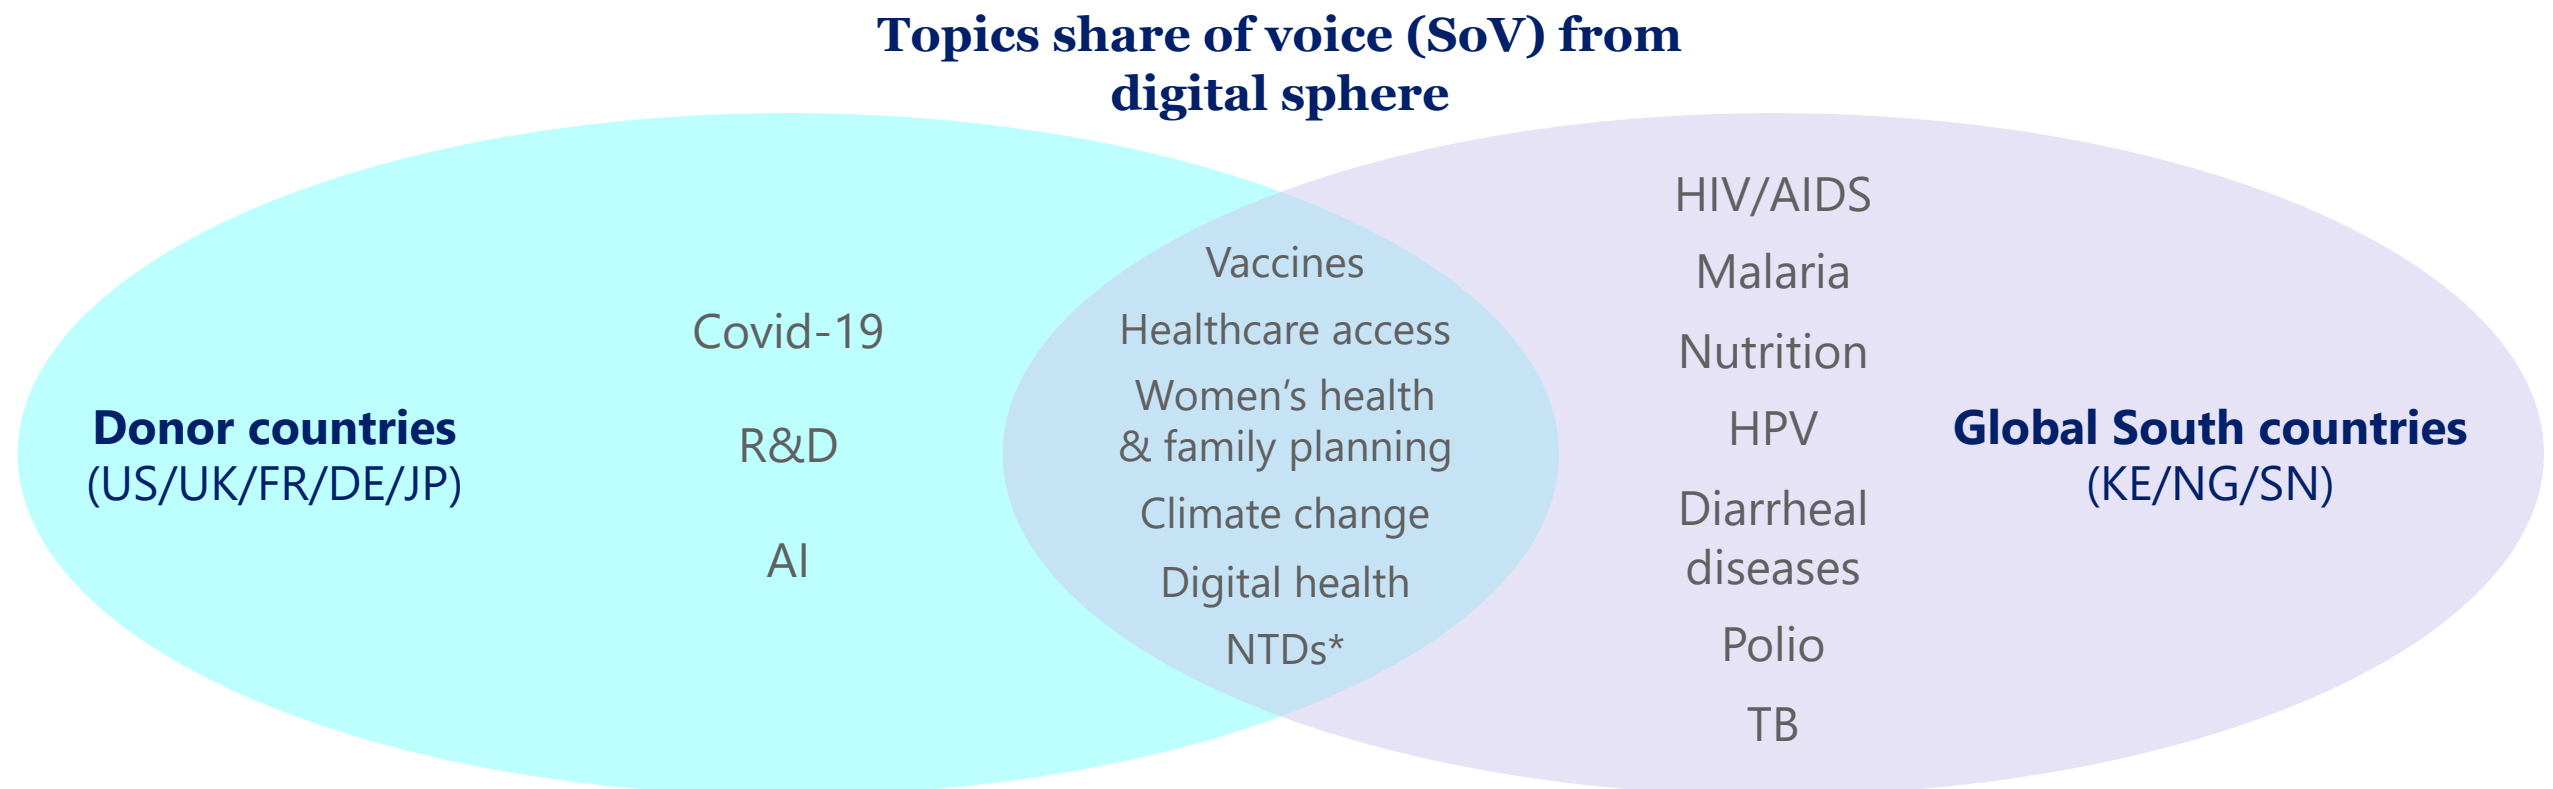 Topics share of voice (SoV) from
digital sphere
Donor countries
(US/UK/FR/DE/JP)
Covid-19
R&D
AI
Vaccines
Healthcare access
Women’s health
& family planning
Climate change
Digital health
NTDs*
HIV/AIDS
Malaria
Nutrition
HPV
Diarrheal
diseases
Polio
TB
Global South countries
(KE/NG/SN)